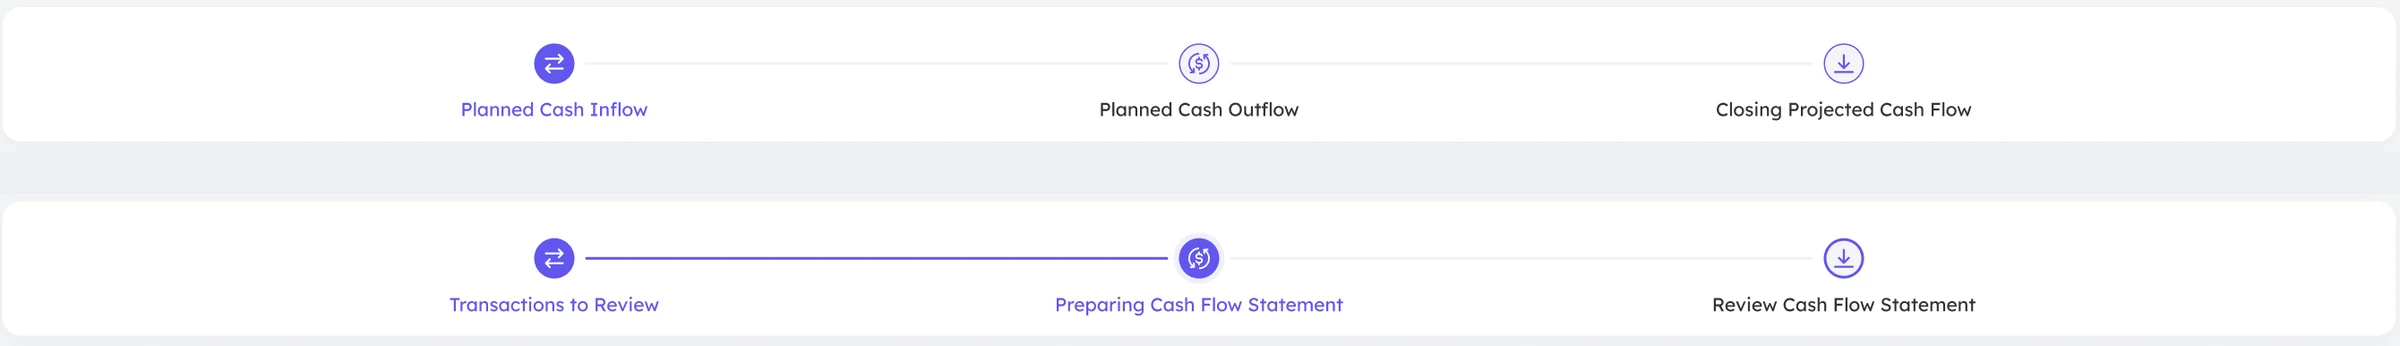 Planned Cash Inflow
Planned Cash Outflow
Closing Projected Cash Flow
Transactions to Review
Preparing Cash Flow Statement
Review Cash Flow Statement